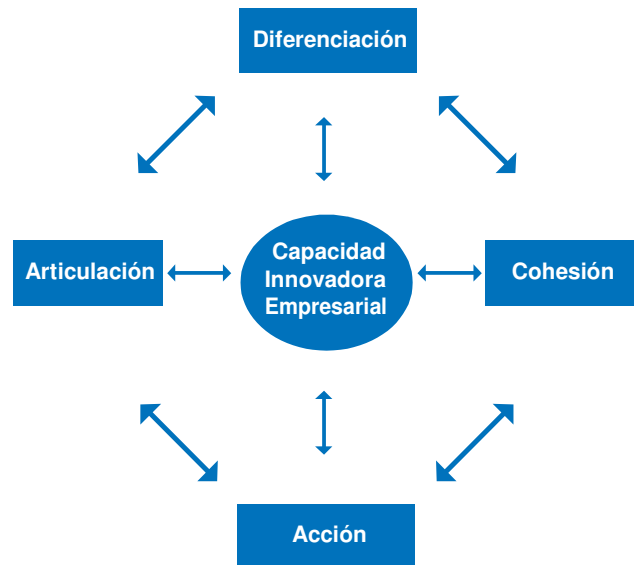 Diferenciación
Articulación
Capacidad
Innovadora
Empresarial
Cohesión
Acción